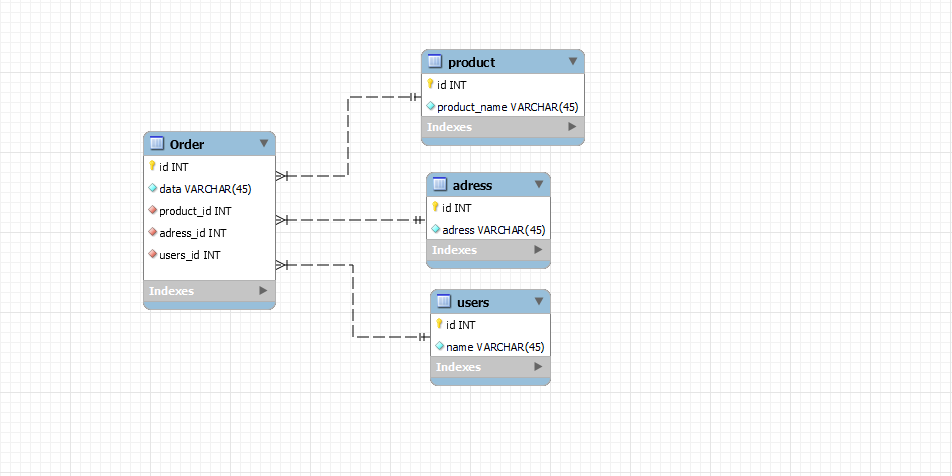 product
id INT
product_name VARCHAR(45)
Indexes
Order
id INT
data VARCHAR(45)
product_id INT
adress_id INT
users_id INT
Indexes
adress
id INT
adress VARCHAR(45)
Indexes
users
id INT
name VARCHAR(45)
Indexes